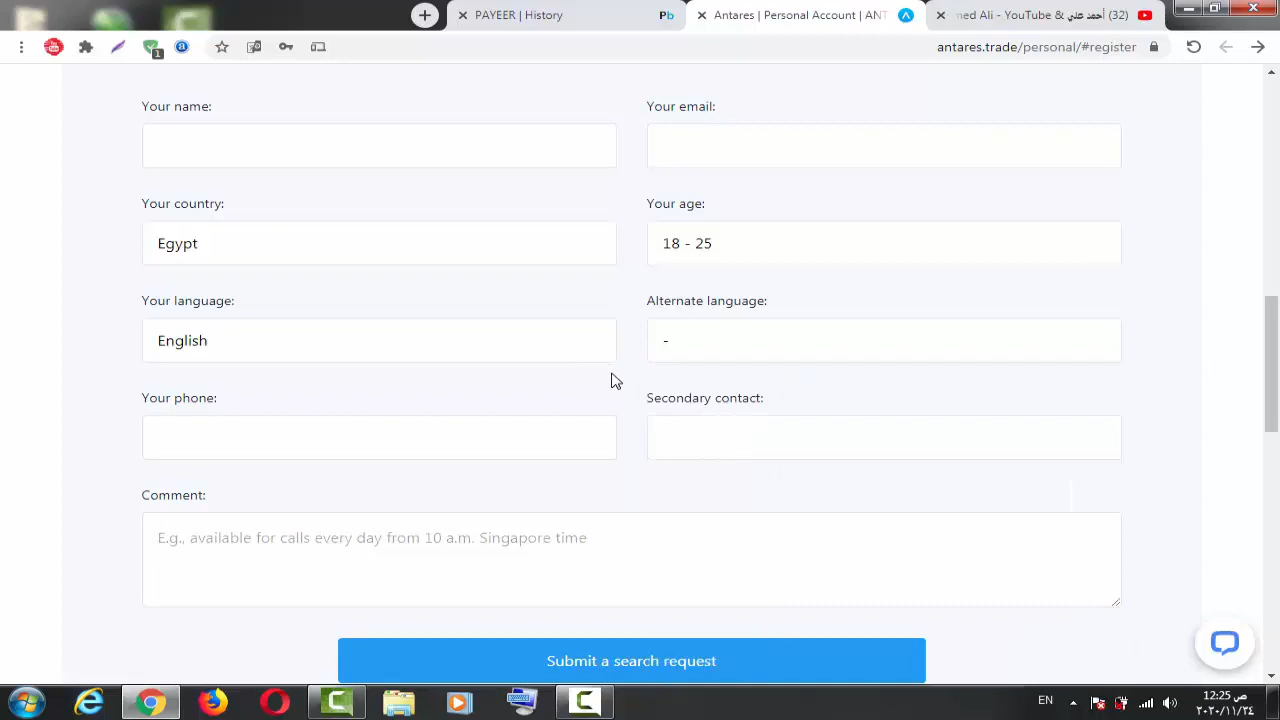 PAYEER | History
Antares | Personal Account | ANT
ned Ali - YouTube & أحمد علي (32)
antares.trade/personal/#register
1
Your name:
Your email:
Your country:
Your age:
Egypt
18 - 25
Your language:
Alternate language:
English
-
Your phone:
Secondary contact:
Comment:
E.g., available for calls every day from 10 a.m. Singapore time
Submit a search request
EN
12:25 ص
٢٠٢٠/١١/٢٤